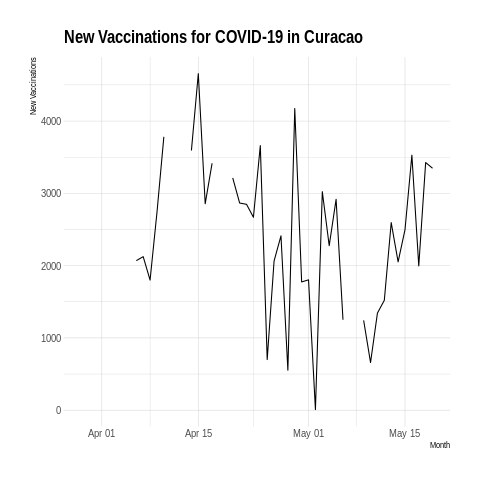 New Vaccinations for COVID-19 in Curacao
New Vaccinations
4000
3000
2000
1000
0
Apr 01
Apr 15
May 01
May 15
Month